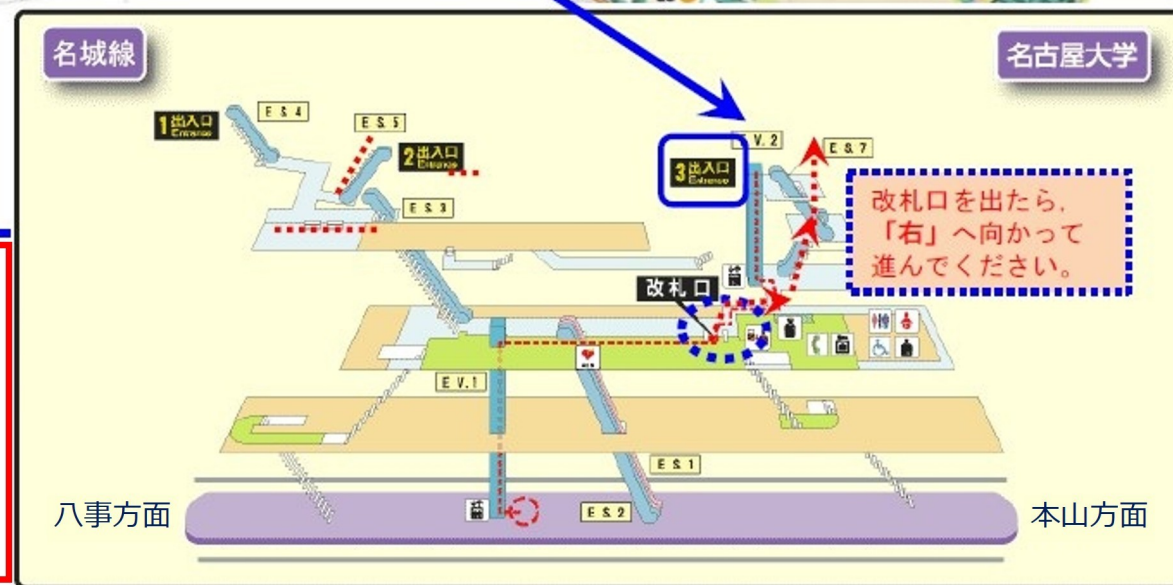 名城線
名古屋大学
1出入口
Entrance
E S. 4
E S. 5
2出入口
Entrance
E S. 3
3出入口
Entrance
V. 2
E S. 7
改札口を出たら,
「右」へ向かって
進んでください。
改札口
E V. 1
E S. 1
E S. 2
八事方面
本山方面